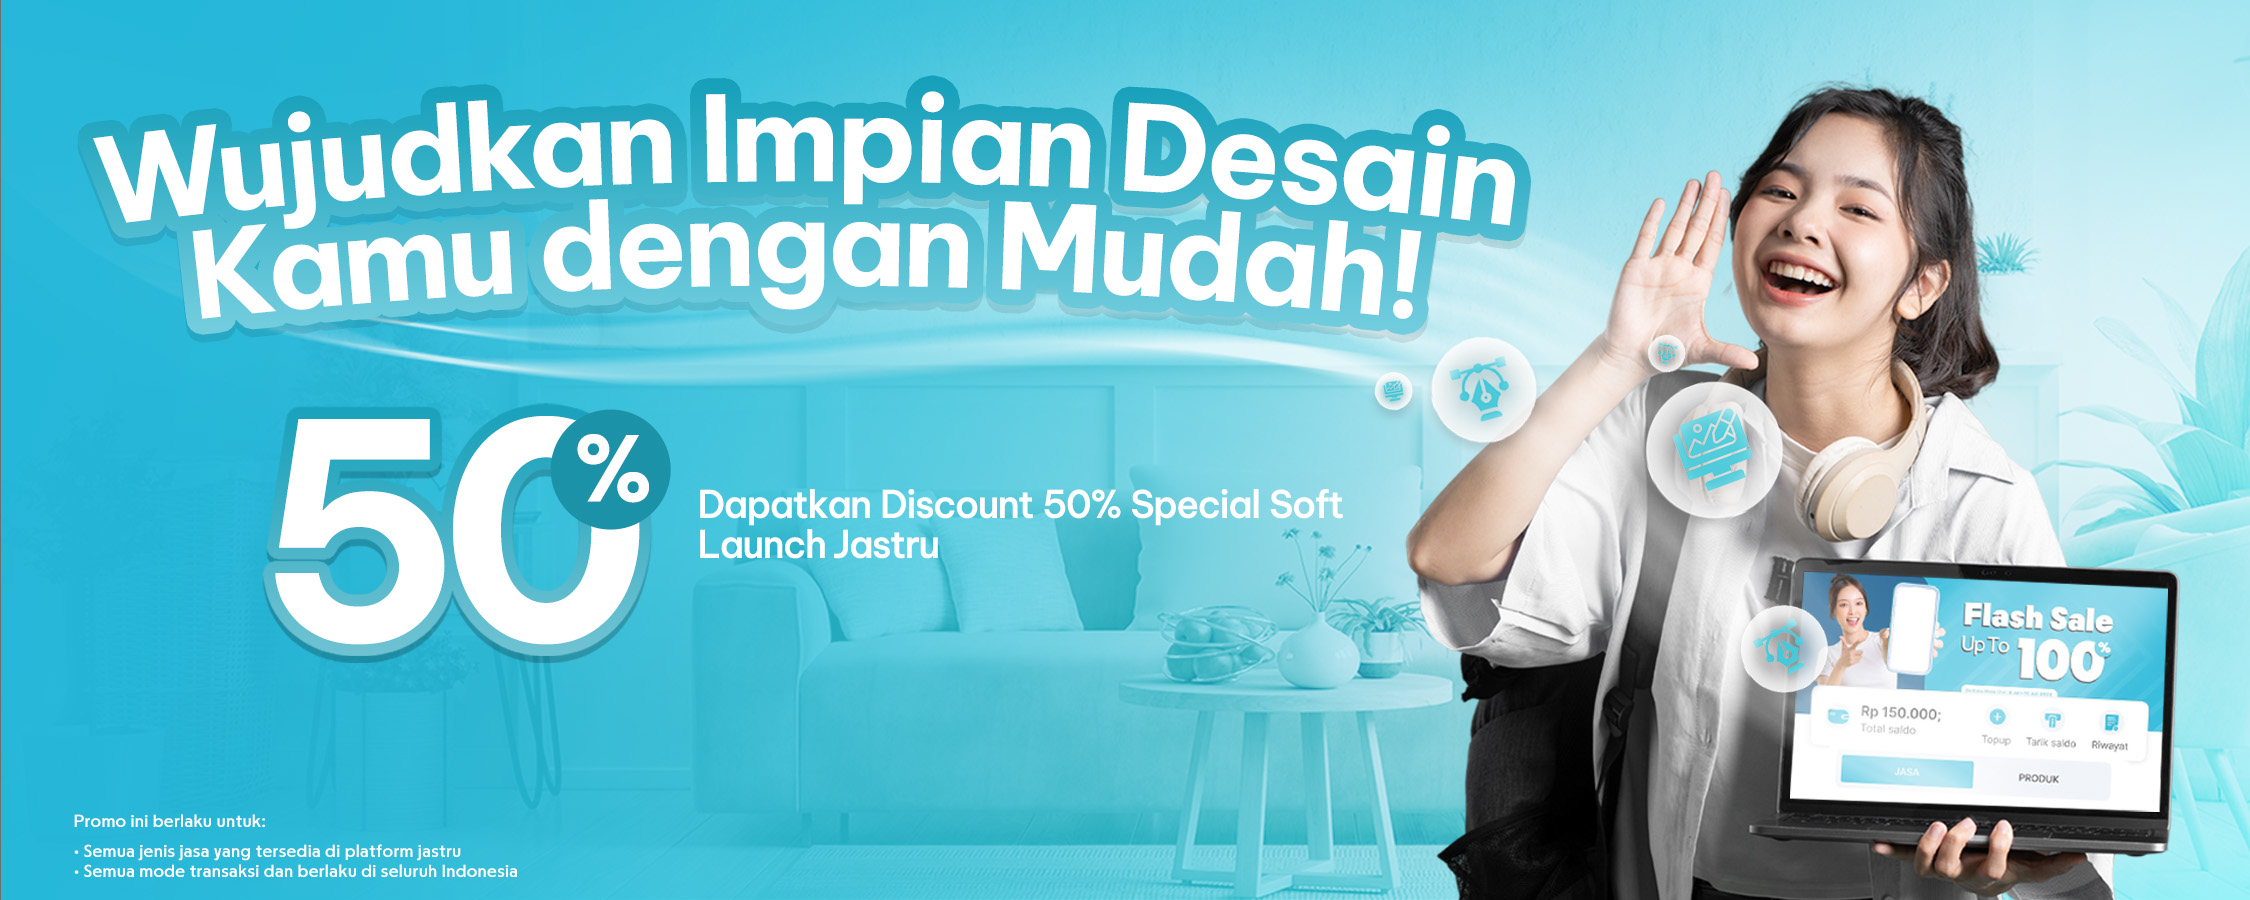 Wujudkan Impian Desain
Kamu dengan Mudah!
50%
Dapatkan Discount 50% Special Soft
Launch Jastru
Flash Sale
Up To 100%
Rp 150.000;
Total saldo
Topup
Tarik saldo
Riwayat
JASA
PRODUK
Promo ini berlaku untuk:
• Semua jenis jasa yang tersedia di platform jastru
• Semua mode transaksi dan berlaku di seluruh Indonesia